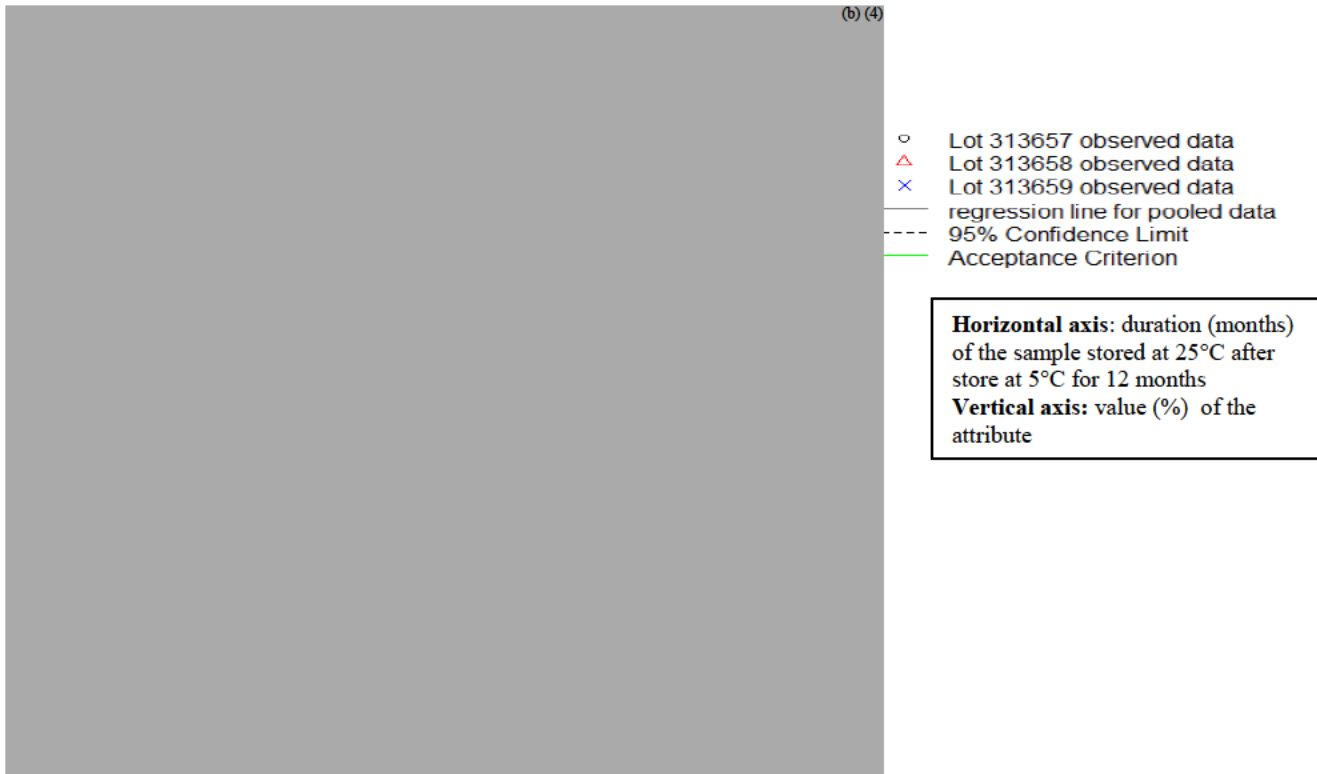 (b) (4)
Lot 313657 observed data
Lot 313658 observed data
Lot 313659 observed data
regression line for pooled data
95% Confidence Limit
Acceptance Criterion
Horizontal axis: duration (months)
of the sample stored at 25°C after
store at 5°C for 12 months
Vertical axis: value (%) of the
attribute